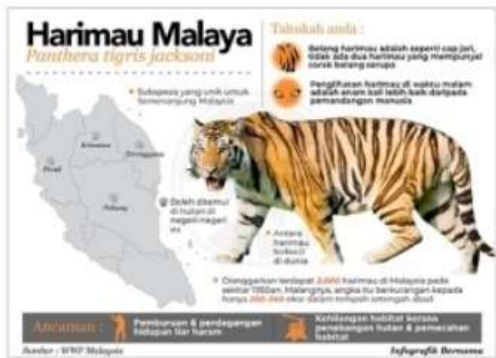 Harimau Malaya
Panthera tigris jacksoni
Tahukah anda :
Belang harimau adalah seperti cap jari,
tidak ada dua harimau yang mempunyai
corak belang serupa
Penglihatan harimau di waktu malam
adalah enam kali lebih baik daripada
pemandangan manusia
Subspesis yang unik untuk
Semenanjung Malaysia
Kelantan
Terengganu
Perak
Pahang
Boleh ditemui
di hutan di
negeri-negeri
ini
Antara
harimau
terkecil
di dunia
Dianggarkan terdapat 3,000 harimau di Malaysia pada
sekitar 1950an. Malangnya, angka itu berkurangan kepada
hanya 250-340 ekor dalam tempoh setengah abad
Ancaman :
Pemburuan & perdagangan
hidupan liar haram
Kehilangan habitat kerana
penebangan hutan & pemecahan
habitat
Sumber : WWF Malaysia
Infografik Bernama